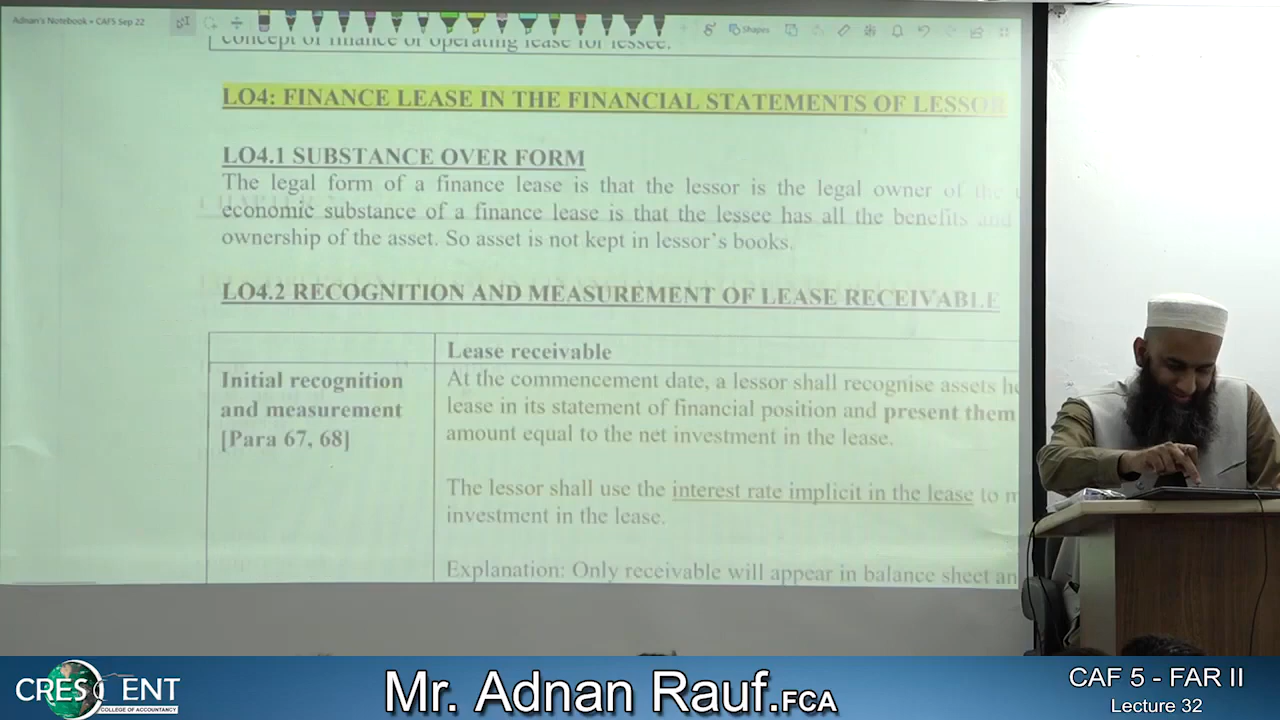 Adnan's Notebook • CAF5 Sep 22
Shapes
concept of finance or operating lease for lessee.
LO4: FINANCE LEASE IN THE FINANCIAL STATEMENTS OF LESSOR
LO4.1 SUBSTANCE OVER FORM
The legal form of a finance lease is that the lessor is the legal owner of the
economic substance of a finance lease is that the lessee has all the benefits and
ownership of the asset. So asset is not kept in lessor's books.
LO4.2 RECOGNITION AND MEASUREMENT OF LEASE RECEIVABLE
Lease receivable
Initial recognition
and measurement
[Para 67, 68]
At the commencement date, a lessor shall recognise assets
lease in its statement of financial position and present them
amount equal to the net investment in the lease.
The lessor shall use the interest rate implicit in the lease to
investment in the lease.
Explanation: Only receivable will appear in balance sheet
CRESCENT
COLLEGE OF ACCOUNTANCY
Mr. Adnan Rauf.FCA
CAF 5 - FAR II
Lecture 32